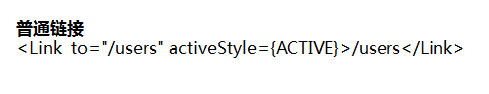 普通链接
<Link to="/users" activeStyle={ACTIVE}>/users</Link>